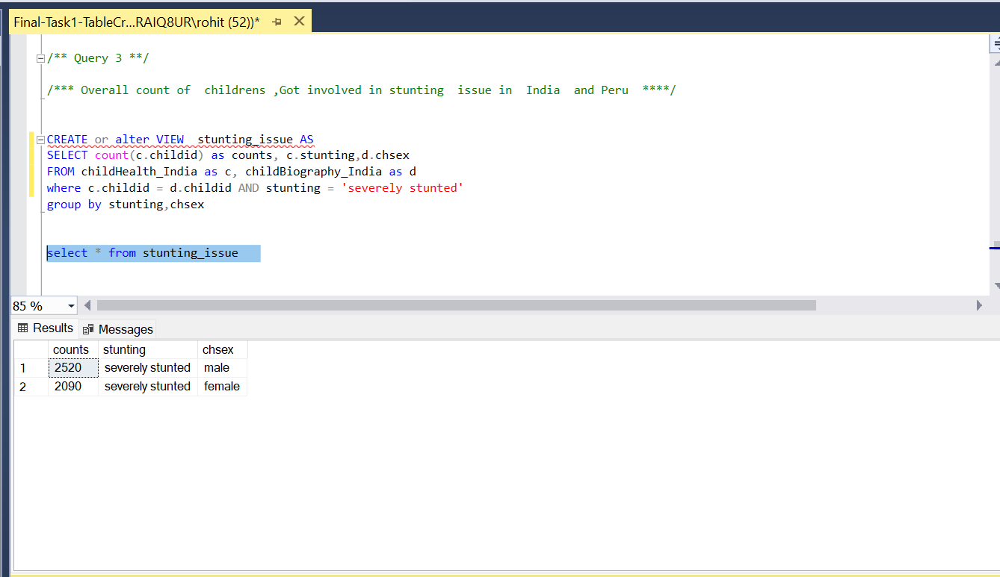 Final-Task1-TableCr...RAIQ8UR\rohit (52))*
/** Query 3 **/
/*** Overall count of  childrens ,Got involved in stunting  issue in  India  and Peru  ****/
CREATE or alter VIEW  stunting_issue AS
SELECT count(c.childid) as counts, c.stunting,d.chsex
FROM childHealth_India as c, childBiography_India as d
where c.childid = d.childid AND stunting = 'severely stunted'
group by stunting,chsex
select * from stunting_issue
85 %
Results Messages
counts stunting chsex
1 2520 severely stunted male
2 2090 severely stunted female